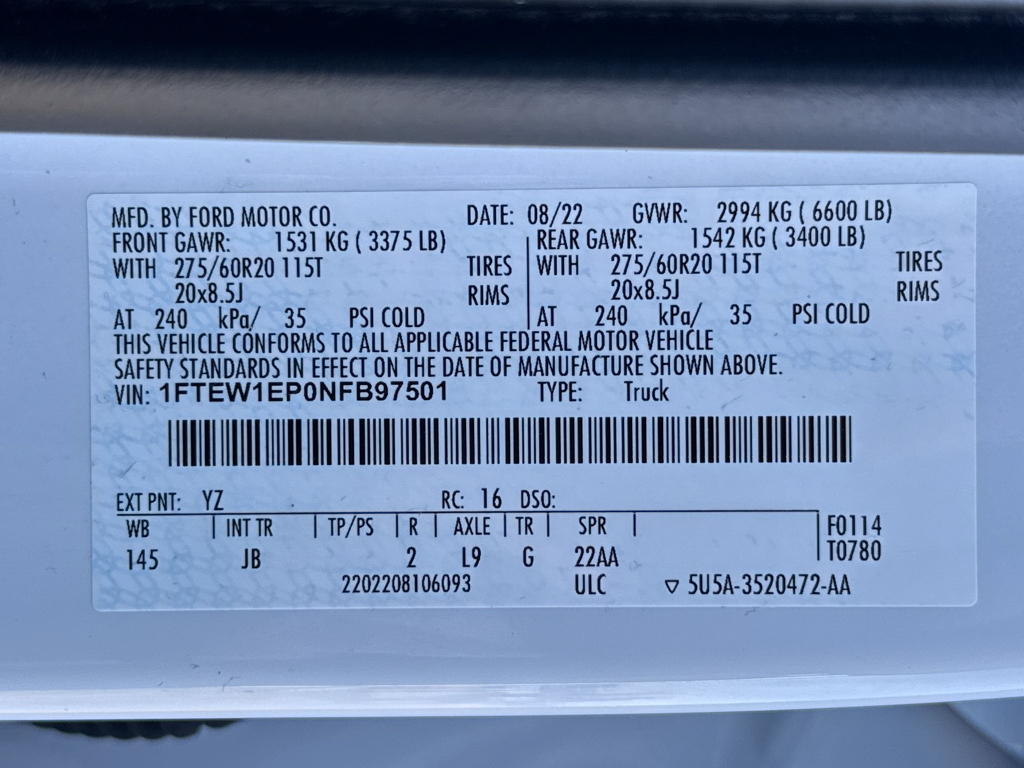 MFD. BY FORD MOTOR CO. DATE: 08/22 GVWR: 2994 KG ( 6600 LB)
FRONT GAWR: 1531 KG ( 3375 LB) REAR GAWR: 1542 KG ( 3400 LB)
WITH 275/60R20 115T TIRES WITH 275/60R20 115T TIRES
20x8.5J RIMS 20x8.5J RIMS
AT 240 kPa/ 35 PSI COLD AT 240 kPa/ 35 PSI COLD
THIS VEHICLE CONFORMS TO ALL APPLICABLE FEDERAL MOTOR VEHICLE
SAFETY STANDARDS IN EFFECT ON THE DATE OF MANUFACTURE SHOWN ABOVE.
VIN: 1FTEW1EP0NFB97501 TYPE: Truck
EXT PNT: YZ RC: 16 DSO:
WB INT TR TP/PS R AXLE TR SPR F0114
145 JB 2 L9 G 22AA T0780
2202208106093 ULC ▽ 5U5A-3520472-AA